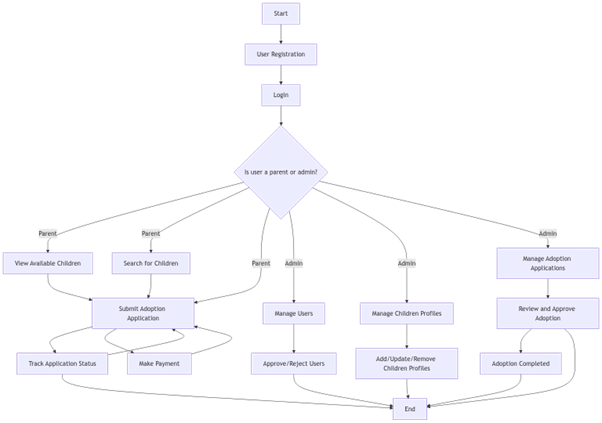 Start
User Registration
Login
Is user a parent or admin?
Parent
Parent
Parent
Admin
Admin
Admin
View Available Children
Search for Children
Manage Adoption
Applications
Submit Adoption
Application
Manage Users
Manage Children Profiles
Review and Approve
Adoption
Track Application Status
Make Payment
Approve/Reject Users
Add/Update/Remove
Children Profiles
Adoption Completed
End